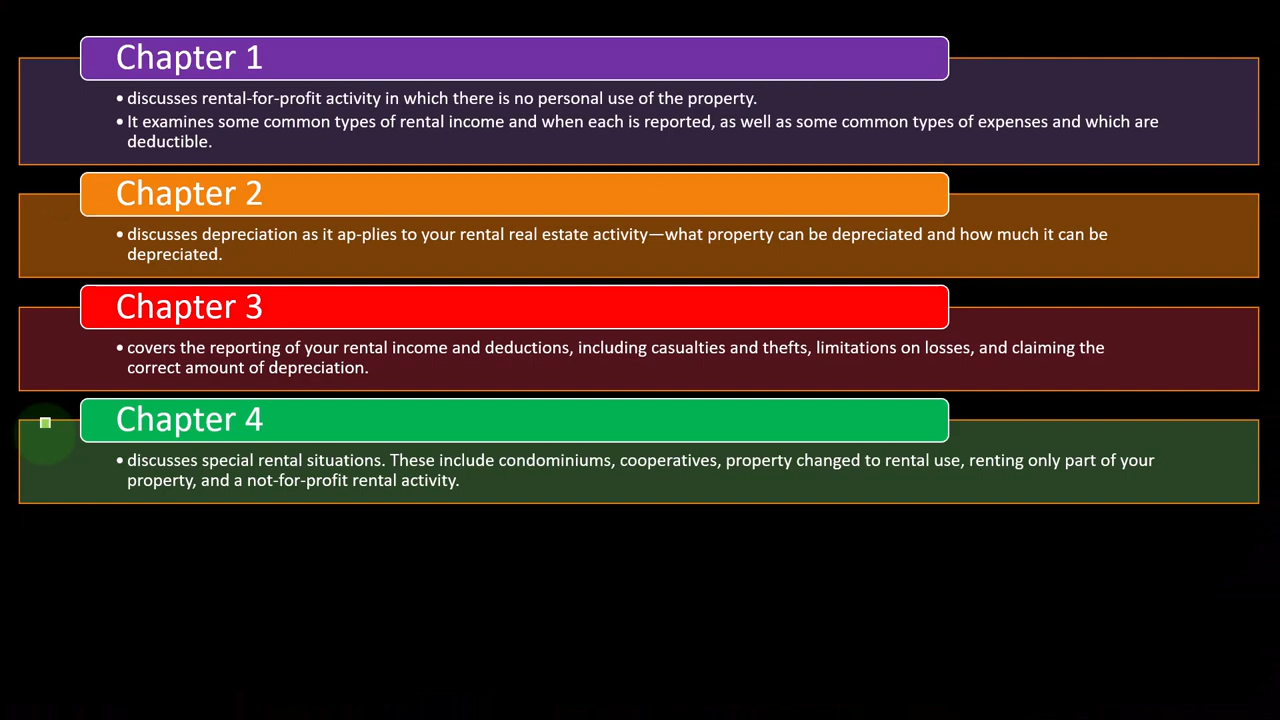 Chapter 1
• discusses rental-for-profit activity in which there is no personal use of the property.
• It examines some common types of rental income and when each is reported, as well as some common types of expenses and which are
deductible.
Chapter 2
• discusses depreciation as it ap-plies to your rental real estate activity—what property can be depreciated and how much it can be
depreciated.
Chapter 3
• covers the reporting of your rental income and deductions, including casualties and thefts, limitations on losses, and claiming the
correct amount of depreciation.
Chapter 4
• discusses special rental situations. These include condominiums, cooperatives, property changed to rental use, renting only part of your
property, and a not-for-profit rental activity.